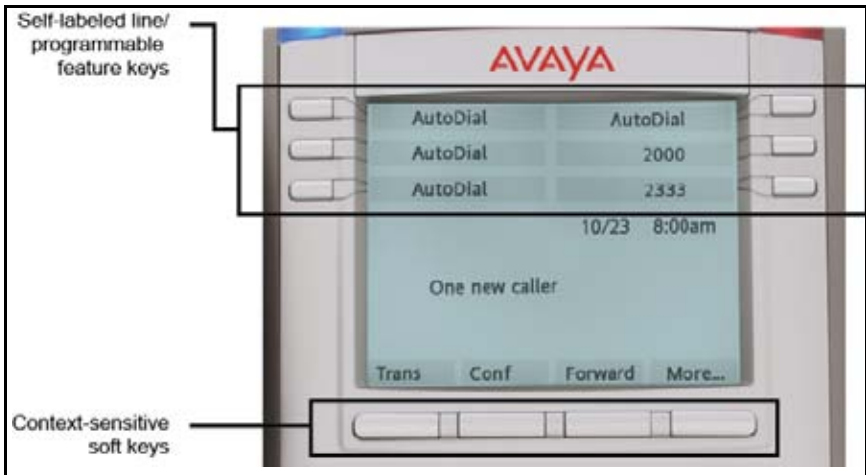 Self-labeled line/
programmable
feature keys
AVAYA
AutoDial AutoDial
AutoDial 2000
AutoDial 2333
10/23 8:00am
One new caller
Trans Conf Forward More...
Context-sensitive
soft keys